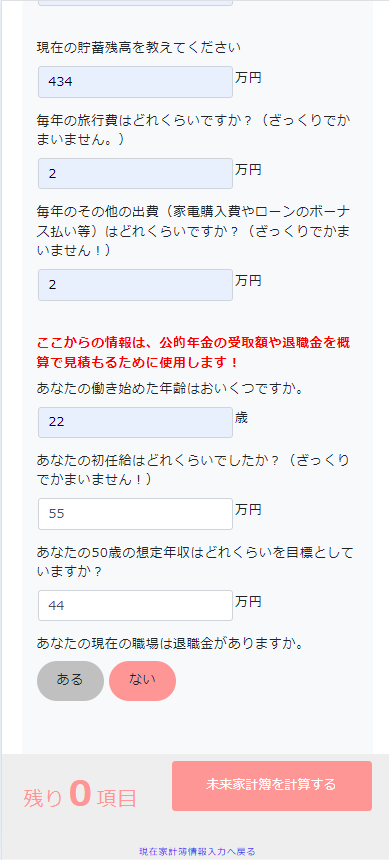 現在の貯蓄残高を教えてください
434 万円
毎年の旅行費はどれくらいですか？（ざっくりでか
まいません。）
2 万円
毎年のその他の出費（家電購入費やローンのボーナ
ス払い等）はどれくらいですか？（ざっくりでかま
いません！）
2 万円
ここからの情報は、公的年金の受取額や退職金を概
算で見積もるために使用します！
あなたの働き始めた年齢はおいくつですか。
22 歳
あなたの初任給はどれくらいでしたか？（ざっくり
でかまいません！）
55 万円
あなたの50歳の想定年収はどれくらいを目標として
いますか？
44 万円
あなたの現在の職場は退職金がありますか。
ある ない
残り0項目 未来家計簿を計算する
現在家計簿情報入力へ戻る